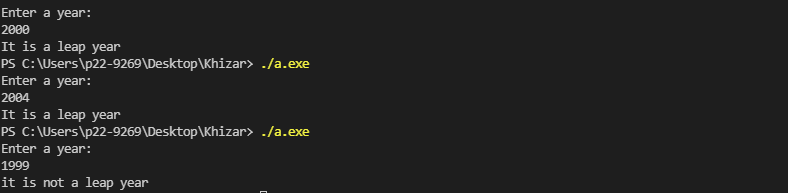 Enter a year:
2000
It is a leap year
PS C:\Users\p22-9269\Desktop\Khizar> ./a.exe
Enter a year:
2004
It is a leap year
PS C:\Users\p22-9269\Desktop\Khizar> ./a.exe
Enter a year:
1999
it is not a leap year